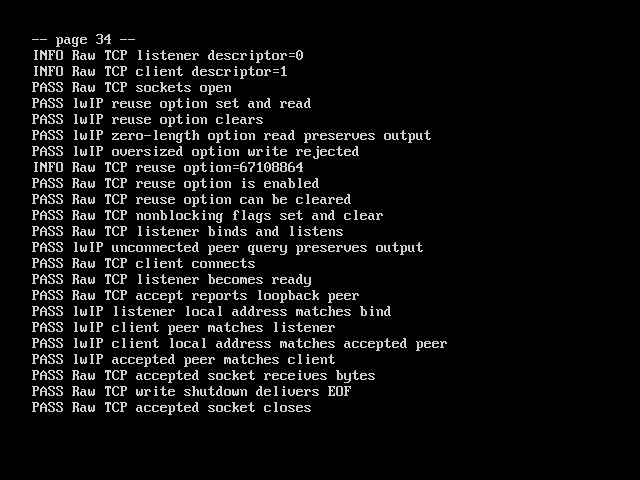 -- page 34 --
INFO Raw TCP listener descriptor=0
INFO Raw TCP client descriptor=1
PASS Raw TCP sockets open
PASS lwIP reuse option set and read
PASS lwIP reuse option clears
PASS lwIP zero-length option read preserves output
PASS lwIP oversized option write rejected
INFO Raw TCP reuse option=67108864
PASS Raw TCP reuse option is enabled
PASS Raw TCP reuse option can be cleared
PASS Raw TCP nonblocking flags set and clear
PASS Raw TCP listener binds and listens
PASS lwIP unconnected peer query preserves output
PASS Raw TCP client connects
PASS Raw TCP listener becomes ready
PASS Raw TCP accept reports loopback peer
PASS lwIP listener local address matches bind
PASS lwIP client peer matches listener
PASS lwIP client local address matches accepted peer
PASS lwIP accepted peer matches client
PASS Raw TCP accepted socket receives bytes
PASS Raw TCP write shutdown delivers EOF
PASS Raw TCP accepted socket closes